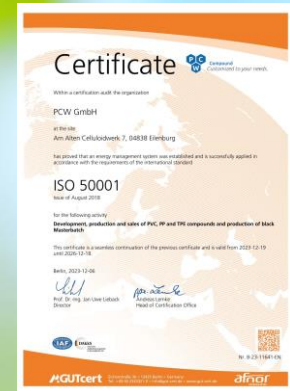 Certificate
PCW
Compound
Customized to your needs.
Within a certification audit the organization
PCW GmbH
at the site
Am Alten Celluloidwerk 7, 04838 Eilenburg
has proved that an energy management system was established and is successfully applied in
accordance with the requirements of the international standard
ISO 50001
Issue of August 2018
for the following activity
Development, production and sales of PVC, PP and TPE compounds and production of black
Masterbatch
This certificate is a seamless continuation of the previous certificate and is valid from 2023-12-19
until 2026-12-18
Berlin, 2023-12-06
Prof. Dr.-Ing. Jan Uwe Lieback
Director
Andreas Lemke
Head of Certification Office
IAF
DAkkS
GUTcert
afnor